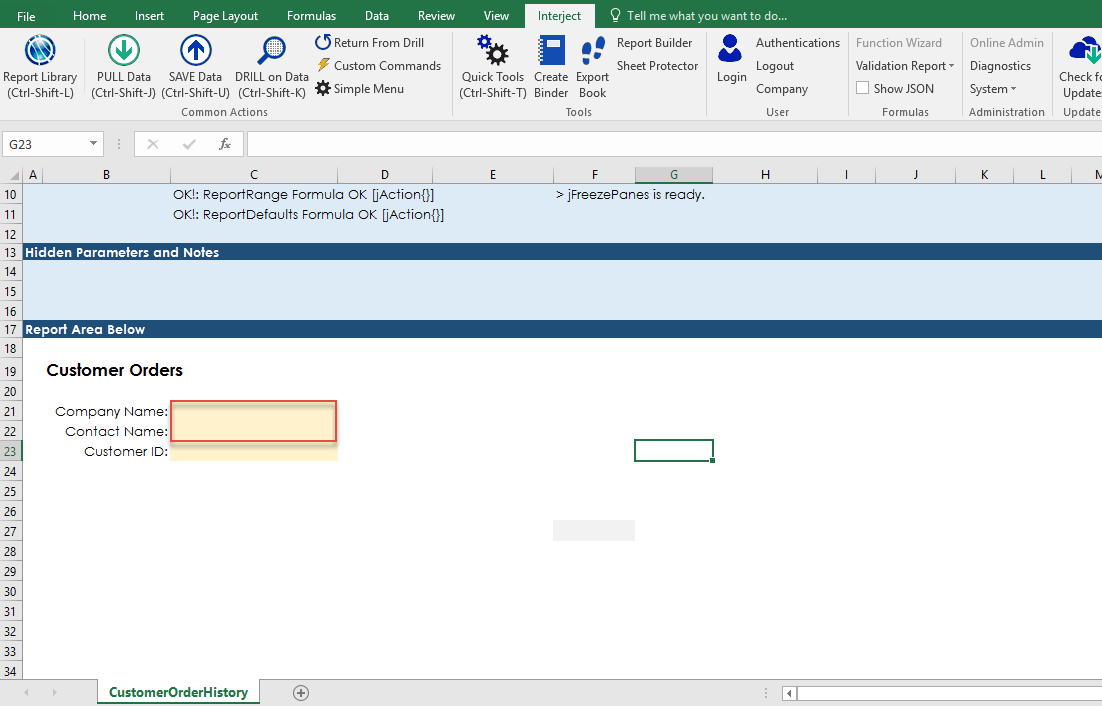 File Home Insert Page Layout Formulas Data Review View Interject Tell me what you want to do...
Report Library (Ctrl-Shift-L)
PULL Data (Ctrl-Shift-J)
SAVE Data (Ctrl-Shift-U)
DRILL on Data (Ctrl-Shift-K)
Return From Drill
Custom Commands
Simple Menu
Common Actions
Quick Tools (Ctrl-Shift-T)
Create Binder
Export Book
Report Builder
Sheet Protector
Tools
Login
Authentications
Logout
Company
User
Function Wizard
Validation Report
Show JSON
Formulas
Online Admin
Diagnostics
System
Administration
Check fo
Updates
Update
G23 fx
A B C D E F G H I J K L M
10 OK!: ReportRange Formula OK [jAction{}] > jFreezePanes is ready.
11 OK!: ReportDefaults Formula OK [jAction{}]
12
13 Hidden Parameters and Notes
14
15
16
17 Report Area Below
18
19 Customer Orders
20
21 Company Name:
22 Contact Name:
23 Customer ID:
24
25
26
27
28
29
30
31
32
33
34
CustomerOrderHistory